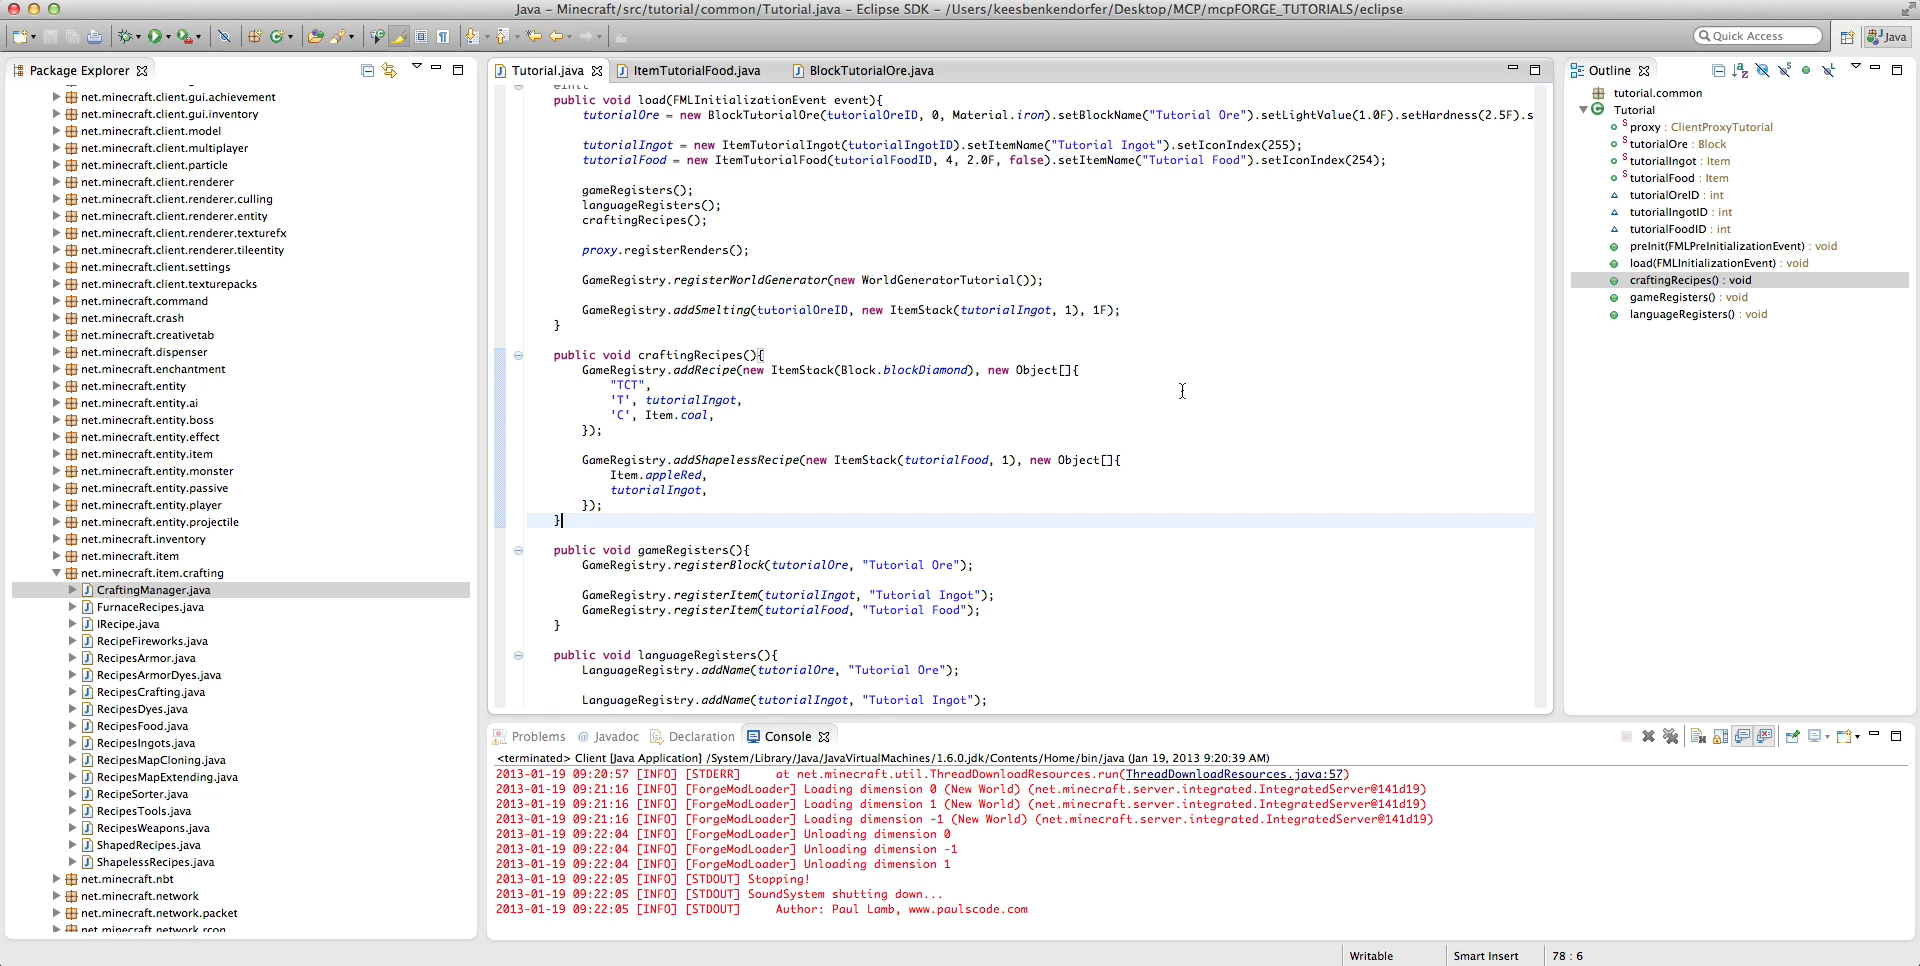 Java – Minecraft/src/tutorial/common/Tutorial.java – Eclipse SDK – /Users/keesbenkendorfer/Desktop/MCP/mcpFORGE_TUTORIALS/eclipse
Quick Access
Java
Package Explorer
net.minecraft.client.gui.achievement
net.minecraft.client.gui.inventory
net.minecraft.client.model
net.minecraft.client.multiplayer
net.minecraft.client.particle
net.minecraft.client.renderer
net.minecraft.client.renderer.culling
net.minecraft.client.renderer.entity
net.minecraft.client.renderer.texturefx
net.minecraft.client.renderer.tileentity
net.minecraft.client.settings
net.minecraft.client.texturepacks
net.minecraft.command
net.minecraft.crash
net.minecraft.creativetab
net.minecraft.dispenser
net.minecraft.enchantment
net.minecraft.entity
net.minecraft.entity.ai
net.minecraft.entity.boss
net.minecraft.entity.effect
net.minecraft.entity.item
net.minecraft.entity.monster
net.minecraft.entity.passive
net.minecraft.entity.player
net.minecraft.entity.projectile
net.minecraft.inventory
net.minecraft.item
net.minecraft.item.crafting
CraftingManager.java
FurnaceRecipes.java
IRecipe.java
RecipeFireworks.java
RecipesArmor.java
RecipesArmorDyes.java
RecipesCrafting.java
RecipesDyes.java
RecipesFood.java
RecipesIngots.java
RecipesMapCloning.java
RecipesMapExtending.java
RecipeSorter.java
RecipesTools.java
RecipesWeapons.java
ShapedRecipes.java
ShapelessRecipes.java
net.minecraft.nbt
net.minecraft.network
net.minecraft.network.packet
net.minecraft.network.rcon
Tutorial.java ItemTutorialFood.java BlockTutorialOre.java
@Init
public void load(FMLInitializationEvent event){
tutorialOre = new BlockTutorialOre(tutorialOreID, 0, Material.iron).setBlockName("Tutorial Ore").setLightValue(1.0F).setHardness(2.5F).s
tutorialIngot = new ItemTutorialIngot(tutorialIngotID).setItemName("Tutorial Ingot").setIconIndex(255);
tutorialFood = new ItemTutorialFood(tutorialFoodID, 4, 2.0F, false).setItemName("Tutorial Food").setIconIndex(254);
gameRegisters();
languageRegisters();
craftingRecipes();
proxy.registerRenders();
GameRegistry.registerWorldGenerator(new WorldGeneratorTutorial());
GameRegistry.addSmelting(tutorialOreID, new ItemStack(tutorialIngot, 1), 1F);
}
public void craftingRecipes(){
GameRegistry.addRecipe(new ItemStack(Block.blockDiamond), new Object[]{
"TCT",
'T', tutorialIngot,
'C', Item.coal,
});
GameRegistry.addShapelessRecipe(new ItemStack(tutorialFood, 1), new Object[]{
Item.appleRed,
tutorialIngot,
});
}
public void gameRegisters(){
GameRegistry.registerBlock(tutorialOre, "Tutorial Ore");
GameRegistry.registerItem(tutorialIngot, "Tutorial Ingot");
GameRegistry.registerItem(tutorialFood, "Tutorial Food");
}
public void languageRegisters(){
LanguageRegistry.addName(tutorialOre, "Tutorial Ore");
LanguageRegistry.addName(tutorialIngot, "Tutorial Ingot");
Outline
tutorial.common
Tutorial
proxy : ClientProxyTutorial
tutorialOre : Block
tutorialIngot : Item
tutorialFood : Item
tutorialOreID : int
tutorialIngotID : int
tutorialFoodID : int
preInit(FMLPreInitializationEvent) : void
load(FMLInitializationEvent) : void
craftingRecipes() : void
gameRegisters() : void
languageRegisters() : void
Problems Javadoc Declaration Console
<terminated> Client [Java Application] /System/Library/Java/JavaVirtualMachines/1.6.0.jdk/Contents/Home/bin/java (Jan 19, 2013 9:20:39 AM)
2013-01-19 09:20:57 [INFO] [STDERR] at net.minecraft.util.ThreadDownloadResources.run(ThreadDownloadResources.java:57)
2013-01-19 09:21:16 [INFO] [ForgeModLoader] Loading dimension 0 (New World) (net.minecraft.server.integrated.IntegratedServer@141d19)
2013-01-19 09:21:16 [INFO] [ForgeModLoader] Loading dimension 1 (New World) (net.minecraft.server.integrated.IntegratedServer@141d19)
2013-01-19 09:21:16 [INFO] [ForgeModLoader] Loading dimension -1 (New World) (net.minecraft.server.integrated.IntegratedServer@141d19)
2013-01-19 09:22:04 [INFO] [ForgeModLoader] Unloading dimension 0
2013-01-19 09:22:04 [INFO] [ForgeModLoader] Unloading dimension -1
2013-01-19 09:22:04 [INFO] [ForgeModLoader] Unloading dimension 1
2013-01-19 09:22:05 [INFO] [STDOUT] Stopping!
2013-01-19 09:22:05 [INFO] [STDOUT] SoundSystem shutting down...
2013-01-19 09:22:05 [INFO] [STDOUT] Author: Paul Lamb, www.paulscode.com
Writable Smart Insert 78 : 6